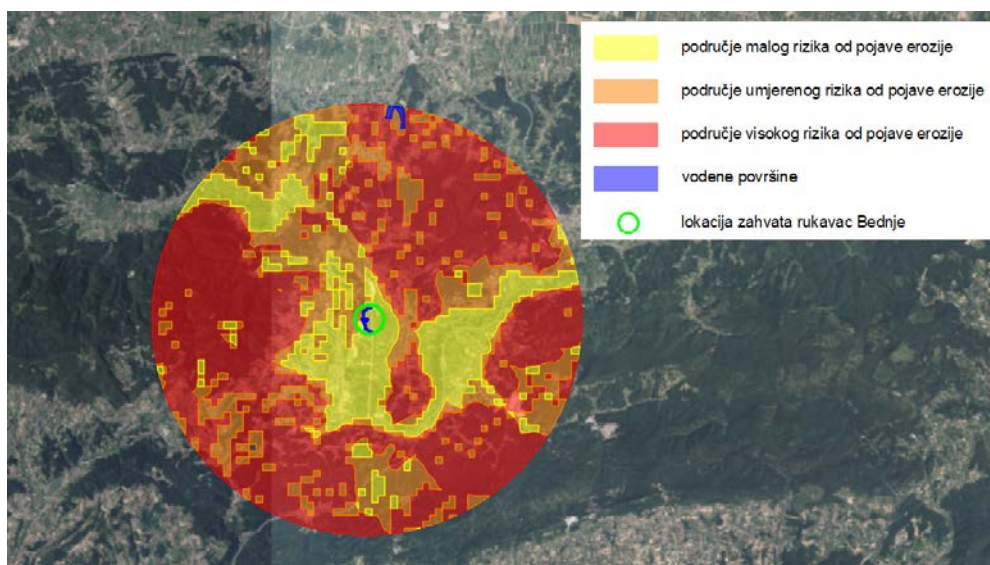 područje malog rizika od pojave erozije
područje umjerenog rizika od pojave erozije
područje visokog rizika od pojave erozije
vodene površine
lokacija zahvata rukavac Bednje